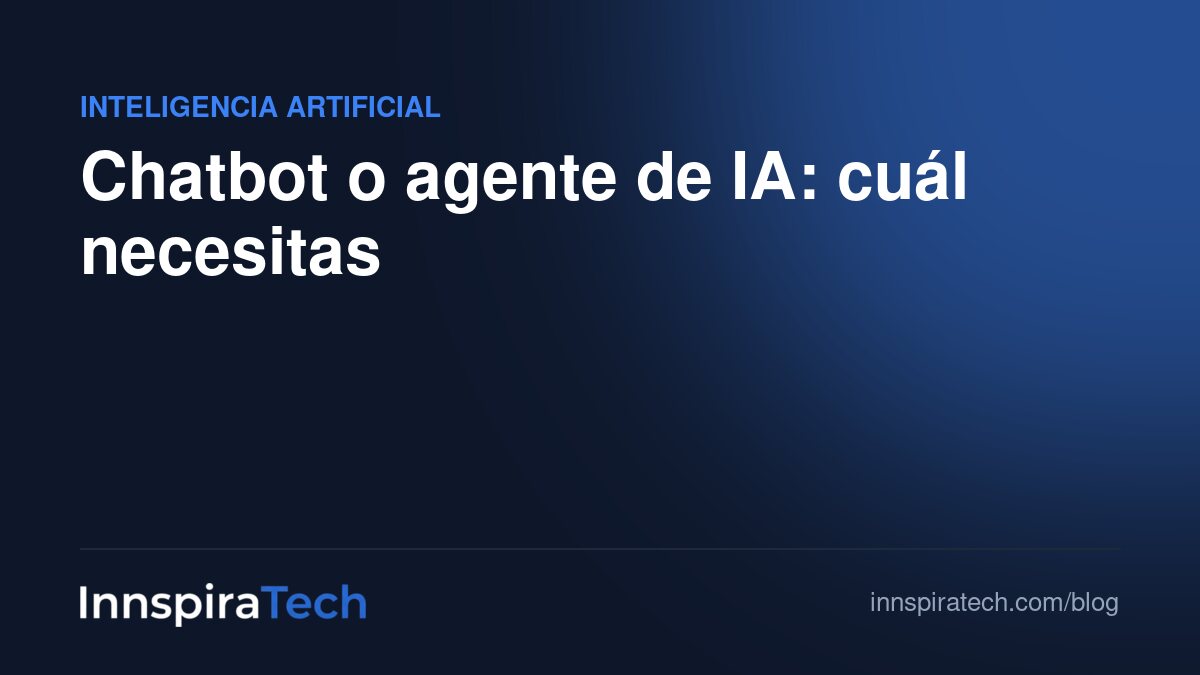 INTELIGENCIA ARTIFICIAL
Chatbot o agente de IA: cuál
necesitas
InnspiraTech
innspiratech.com/blog